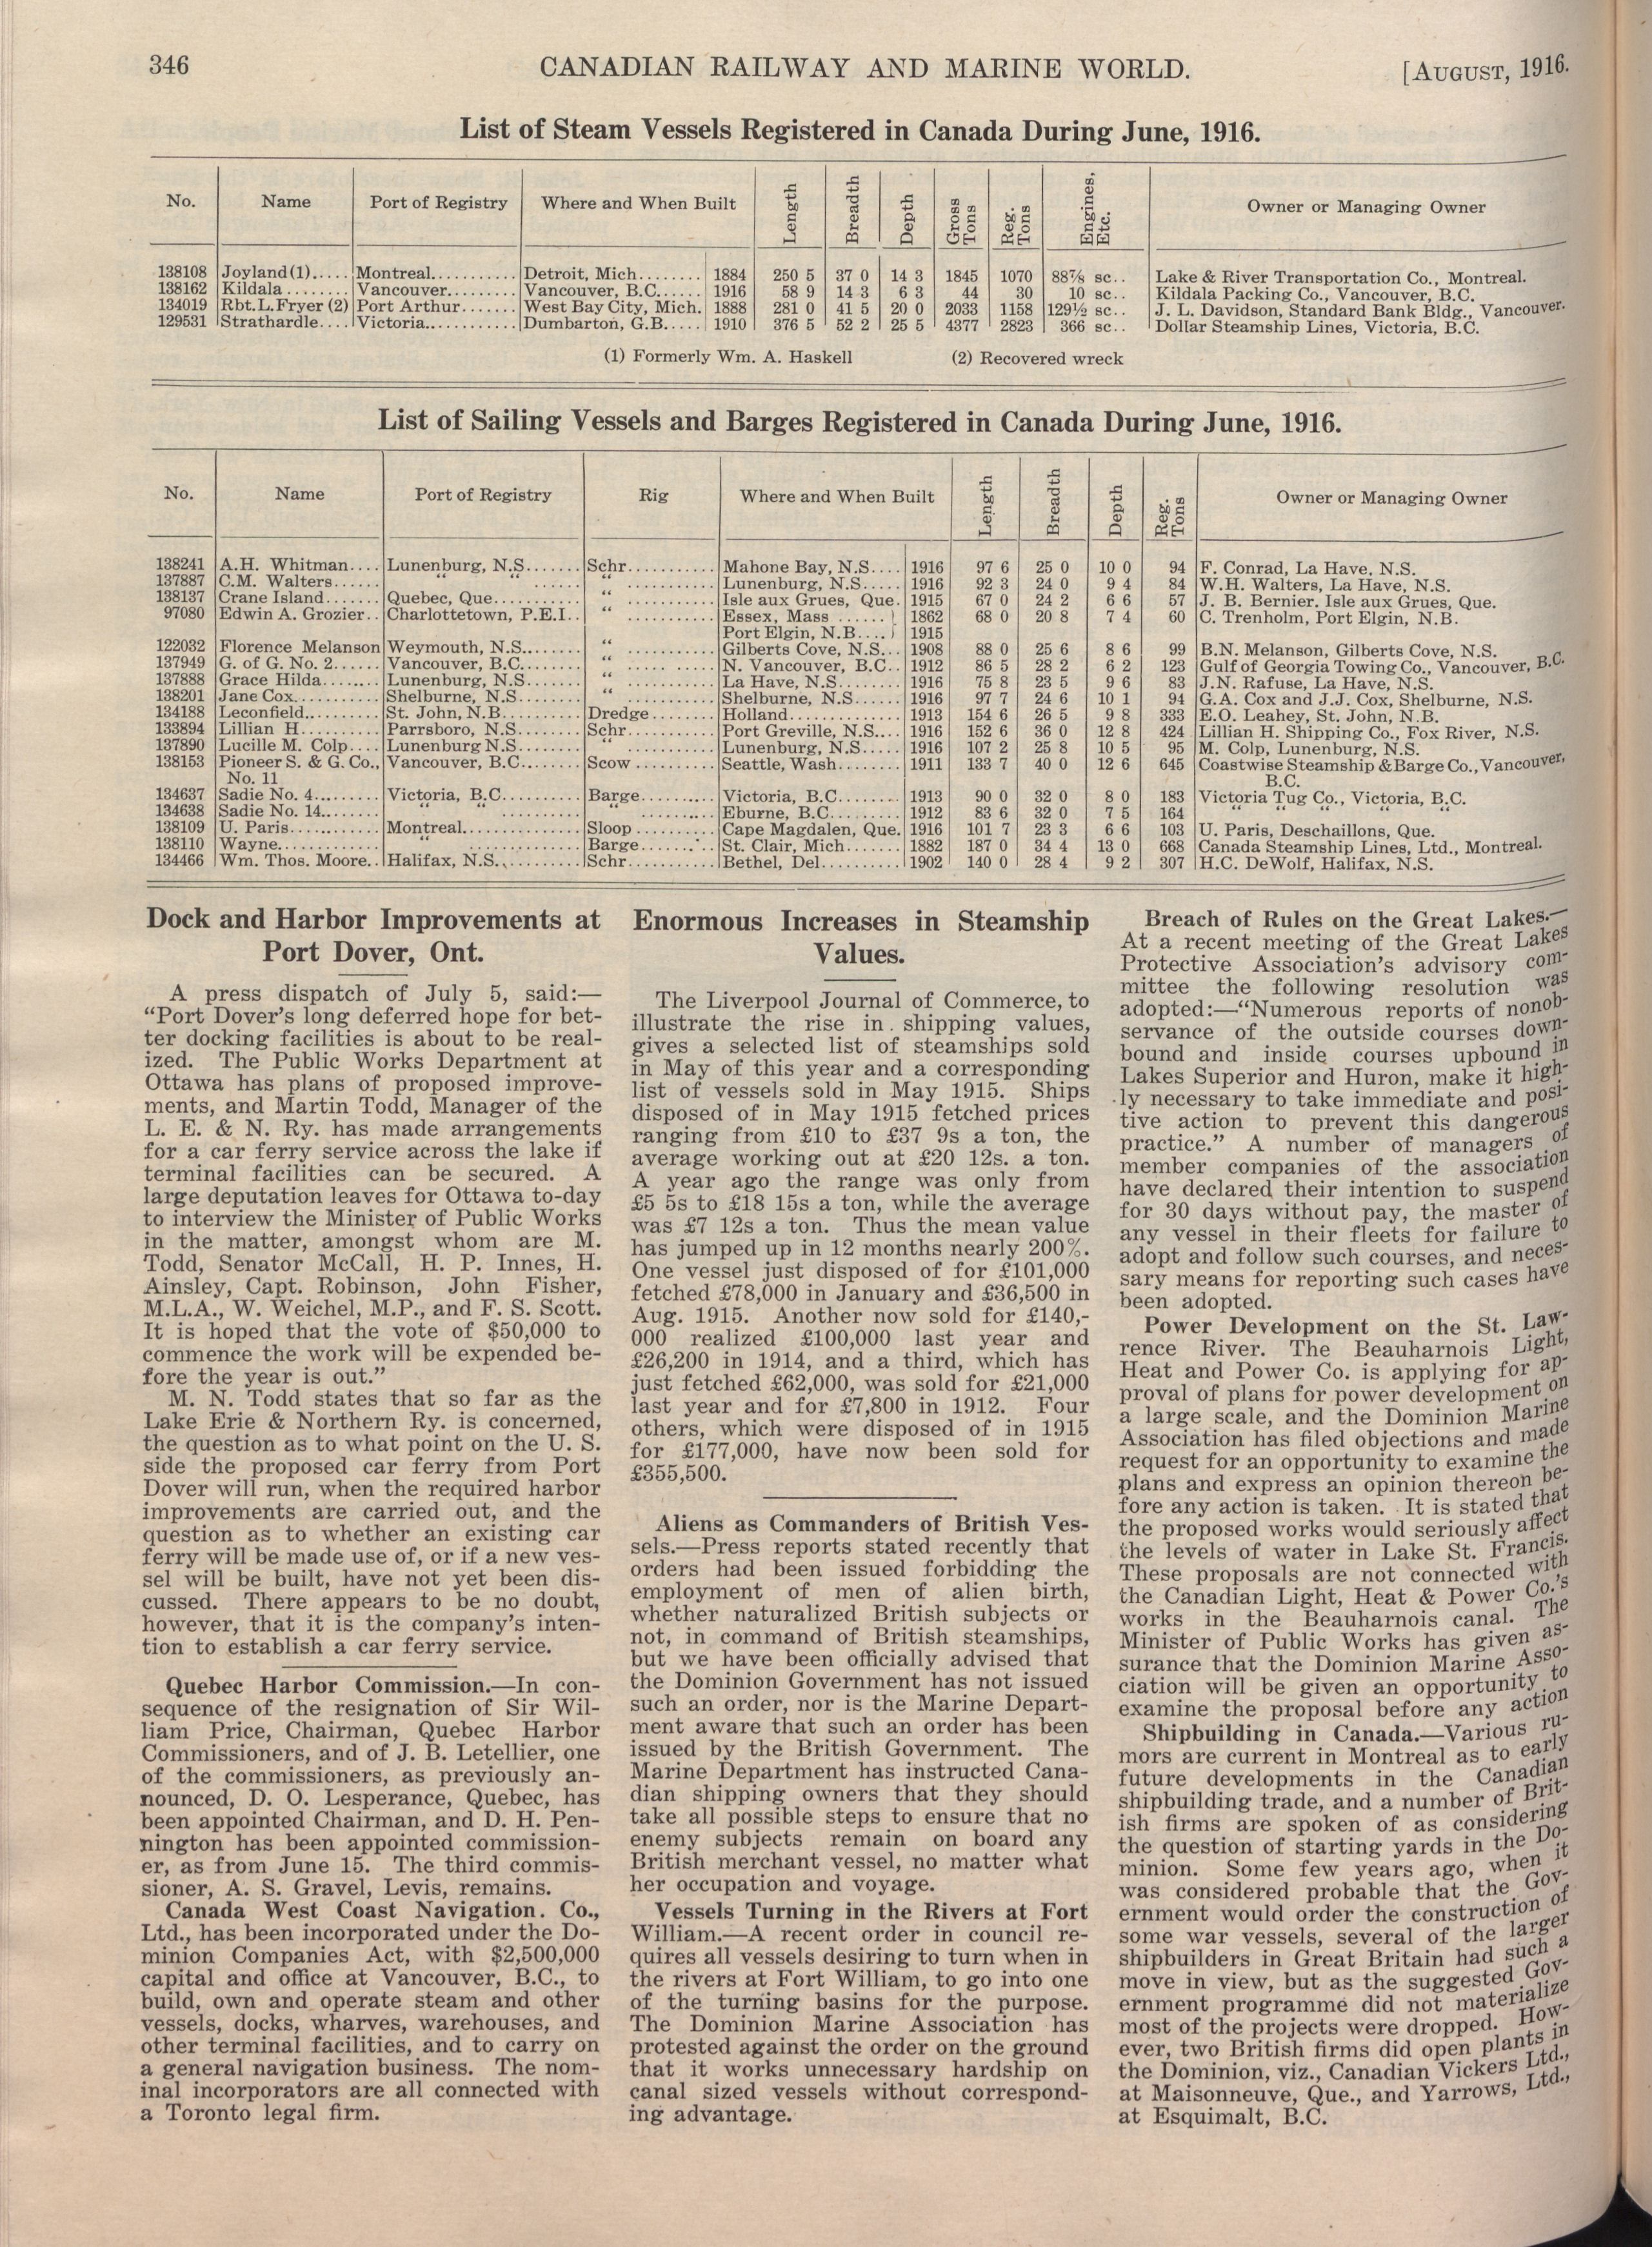 346
CANADIAN RAILWAY AND MARINE WORLD.
[AUGUST, 1916.
List of Steam Vessels Registered in Canada During June, 1916.
No. Name Port of Registry Where and When Built Length Breadth Depth Gross Tons Reg. Tons Engines, Etc. Owner or Managing Owner
138108 Joyland(1)..... Montreal........... Detroit, Mich........ 1884 250 5 37 0 14 3 1845 1070 88⅞ sc.. Lake & River Transportation Co., Montreal.
138162 Kildala........ Vancouver......... Vancouver, B.C...... 1916 58 9 14 3 6 3 44 30 10 sc.. Kildala Packing Co., Vancouver, B.C.
134019 Rbt.L.Fryer (2) Port Arthur....... West Bay City, Mich. 1888 281 0 41 5 20 0 2033 1158 129½ sc.. J. L. Davidson, Standard Bank Bldg., Vancouver.
129531 Strathardle.... Victoria............ Dumbarton, G.B..... 1910 376 5 52 2 25 5 4377 2823 366 sc.. Dollar Steamship Lines, Victoria, B.C.
(1) Formerly Wm. A. Haskell (2) Recovered wreck
List of Sailing Vessels and Barges Registered in Canada During June, 1916.
No. Name Port of Registry Rig Where and When Built Length Breadth Depth Reg. Tons Owner or Managing Owner
138241 A.H. Whitman.... Lunenburg, N.S....... Schr........... Mahone Bay, N.S.... 1916 97 6 25 0 10 0 94 F. Conrad, La Have, N.S.
137887 C.M. Walters...... " " ...... " ........... Lunenburg, N.S..... 1916 92 3 24 0 9 4 84 W.H. Walters, La Have, N.S.
138137 Crane Island....... Quebec, Que........... " ........... Isle aux Grues, Que. 1915 67 0 24 2 6 6 57 J. B. Bernier. Isle aux Grues, Que.
97080 Edwin A. Grozier.. Charlottetown, P.E.I.. " ........... Essex, Mass ...... } 1862 68 0 20 8 7 4 60 C. Trenholm, Port Elgin, N.B.
Port Elgin, N.B.... } 1915
122032 Florence Melanson Weymouth, N.S........ " ........... Gilberts Cove, N.S... 1908 88 0 25 6 8 6 99 B.N. Melanson, Gilberts Cove, N.S.
137949 G. of G. No. 2...... Vancouver, B.C....... " ........... N. Vancouver, B.C.. 1912 86 5 28 2 6 2 123 Gulf of Georgia Towing Co., Vancouver, B.C.
137888 Grace Hilda........ Lunenburg, N.S....... " ........... La Have, N.S........ 1916 75 8 23 5 9 6 83 J.N. Rafuse, La Have, N.S.
138201 Jane Cox........... Shelburne, N.S........ " ........... Shelburne, N.S...... 1916 97 7 24 6 10 1 94 G.A. Cox and J.J. Cox, Shelburne, N.S.
134188 Leconfield.......... St. John, N.B.......... Dredge........ Holland.............. 1913 154 6 26 5 9 8 333 E.O. Leahey, St. John, N.B.
133894 Lillian H........... Parrsboro, N.S........ Schr........... Port Greville, N.S.... 1916 152 6 36 0 12 8 424 Lillian H. Shipping Co., Fox River, N.S.
137890 Lucille M. Colp.... Lunenburg N.S........ " ........... Lunenburg, N.S..... 1916 107 2 25 8 10 5 95 M. Colp, Lunenburg, N.S.
138153 Pioneer S. & G. Co., Vancouver, B.C........ Scow .......... Seattle, Wash........ 1911 133 7 40 0 12 6 645 Coastwise Steamship &Barge Co., Vancouver,
No. 11 B.C.
134637 Sadie No. 4......... Victoria, B.C.......... Barge.......... Victoria, B.C........ 1913 90 0 32 0 8 0 183 Victoria Tug Co., Victoria, B.C.
134638 Sadie No. 14....... " " .......... " .......... Eburne, B.C......... 1912 83 6 32 0 7 5 164 " " " "
138109 U. Paris............ Montreal.............. Sloop .......... Cape Magdalen, Que. 1916 101 7 23 3 6 6 103 U. Paris, Deschaillons, Que.
138110 Wayne............. " .............. Barge.......... St. Clair, Mich....... 1882 187 0 34 4 13 0 668 Canada Steamship Lines, Ltd., Montreal.
134466 Wm. Thos. Moore.. Halifax, N.S........... Schr........... Bethel, Del.......... 1902 140 0 28 4 9 2 307 H.C. DeWolf, Halifax, N.S.
Dock and Harbor Improvements at
Port Dover, Ont.
A press dispatch of July 5, said:—
"Port Dover's long deferred hope for bet-
ter docking facilities is about to be real-
ized. The Public Works Department at
Ottawa has plans of proposed improve-
ments, and Martin Todd, Manager of the
L. E. & N. Ry. has made arrangements
for a car ferry service across the lake if
terminal facilities can be secured. A
large deputation leaves for Ottawa to-day
to interview the Minister of Public Works
in the matter, amongst whom are M.
Todd, Senator McCall, H. P. Innes, H.
Ainsley, Capt. Robinson, John Fisher,
M.L.A., W. Weichel, M.P., and F. S. Scott.
It is hoped that the vote of $50,000 to
commence the work will be expended be-
fore the year is out."
M. N. Todd states that so far as the
Lake Erie & Northern Ry. is concerned,
the question as to what point on the U. S.
side the proposed car ferry from Port
Dover will run, when the required harbor
improvements are carried out, and the
question as to whether an existing car
ferry will be made use of, or if a new ves-
sel will be built, have not yet been dis-
cussed. There appears to be no doubt,
however, that it is the company's inten-
tion to establish a car ferry service.
Quebec Harbor Commission.—In con-
sequence of the resignation of Sir Wil-
liam Price, Chairman, Quebec Harbor
Commissioners, and of J. B. Letellier, one
of the commissioners, as previously an-
nounced, D. O. Lesperance, Quebec, has
been appointed Chairman, and D. H. Pen-
nington has been appointed commission-
er, as from June 15. The third commis-
sioner, A. S. Gravel, Levis, remains.
Canada West Coast Navigation. Co.,
Ltd., has been incorporated under the Do-
minion Companies Act, with $2,500,000
capital and office at Vancouver, B.C., to
build, own and operate steam and other
vessels, docks, wharves, warehouses, and
other terminal facilities, and to carry on
a general navigation business. The nom-
inal incorporators are all connected with
a Toronto legal firm.
Enormous Increases in Steamship
Values.
The Liverpool Journal of Commerce, to
illustrate the rise in shipping values,
gives a selected list of steamships sold
in May of this year and a corresponding
list of vessels sold in May 1915. Ships
disposed of in May 1915 fetched prices
ranging from £10 to £37 9s a ton, the
average working out at £20 12s. a ton.
A year ago the range was only from
£5 5s to £18 15s a ton, while the average
was £7 12s a ton. Thus the mean value
has jumped up in 12 months nearly 200%.
One vessel just disposed of for £101,000
fetched £78,000 in January and £36,500 in
Aug. 1915. Another now sold for £140,-
000 realized £100,000 last year and
£26,200 in 1914, and a third, which has
just fetched £62,000, was sold for £21,000
last year and for £7,800 in 1912. Four
others, which were disposed of in 1915
for £177,000, have now been sold for
£355,500.
Aliens as Commanders of British Ves-
sels.—Press reports stated recently that
orders had been issued forbidding the
employment of men of alien birth,
whether naturalized British subjects or
not, in command of British steamships,
but we have been officially advised that
the Dominion Government has not issued
such an order, nor is the Marine Depart-
ment aware that such an order has been
issued by the British Government. The
Marine Department has instructed Cana-
dian shipping owners that they should
take all possible steps to ensure that no
enemy subjects remain on board any
British merchant vessel, no matter what
her occupation and voyage.
Vessels Turning in the Rivers at Fort
William.—A recent order in council re-
quires all vessels desiring to turn when in
the rivers at Fort William, to go into one
of the turning basins for the purpose.
The Dominion Marine Association has
protested against the order on the ground
that it works unnecessary hardship on
canal sized vessels without correspond-
ing advantage.
Breach of Rules on the Great Lakes.—
At a recent meeting of the Great Lakes
Protective Association's advisory com-
mittee the following resolution was
adopted:—"Numerous reports of nonob-
servance of the outside courses down-
bound and inside courses upbound in
Lakes Superior and Huron, make it high-
ly necessary to take immediate and posi-
tive action to prevent this dangerous
practice." A number of managers of
member companies of the association
have declared their intention to suspend
for 30 days without pay, the master of
any vessel in their fleets for failure to
adopt and follow such courses, and neces-
sary means for reporting such cases have
been adopted.
Power Development on the St. Law-
rence River. The Beauharnois Light,
Heat and Power Co. is applying for ap-
proval of plans for power development on
a large scale, and the Dominion Marine
Association has filed objections and made
request for an opportunity to examine the
plans and express an opinion thereon be-
fore any action is taken. It is stated that
the proposed works would seriously affect
the levels of water in Lake St. Francis.
These proposals are not connected with
the Canadian Light, Heat & Power Co.'s
works in the Beauharnois canal. The
Minister of Public Works has given as-
surance that the Dominion Marine Asso-
ciation will be given an opportunity to
examine the proposal before any action
Shipbuilding in Canada.—Various ru-
mors are current in Montreal as to early
future developments in the Canadian
shipbuilding trade, and a number of Brit-
ish firms are spoken of as considering
the question of starting yards in the Do-
minion. Some few years ago, when it
was considered probable that the Gov-
ernment would order the construction of
some war vessels, several of the larger
shipbuilders in Great Britain had such a
move in view, but as the suggested Gov-
ernment programme did not materialize
most of the projects were dropped. How-
ever, two British firms did open plants in
the Dominion, viz., Canadian Vickers Ltd.,
at Maisonneuve, Que., and Yarrows, Ltd.,
at Esquimalt, B.C.